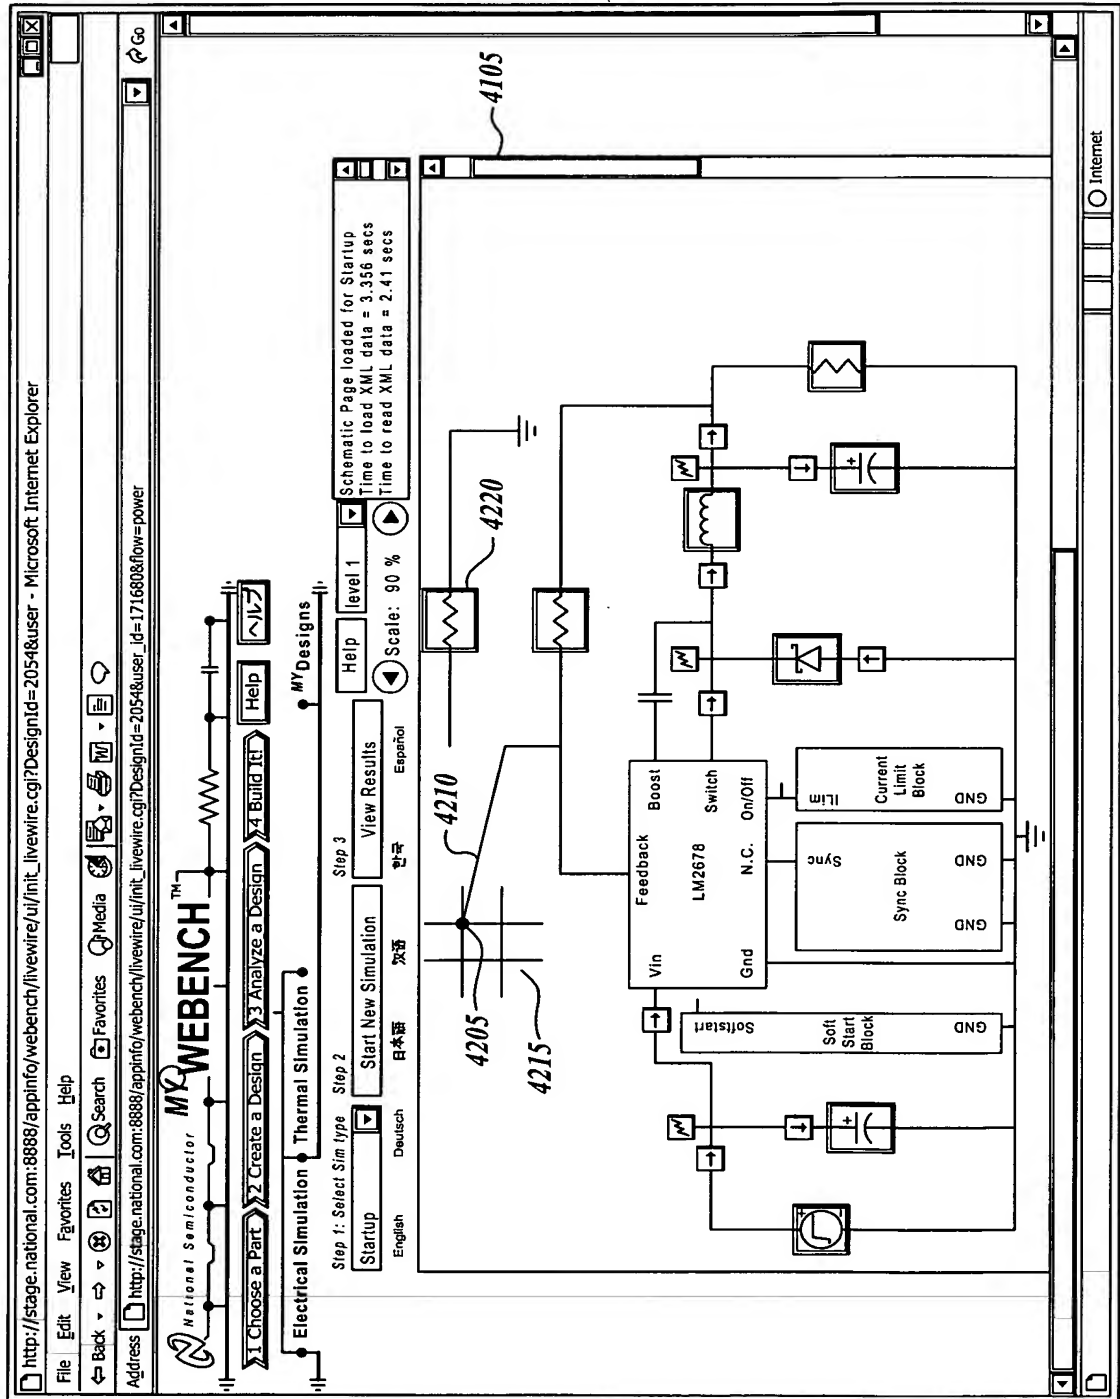 http://stage.national.com:8888/appinfo/webench/livewire/ui/init_livewire.cgi?DesignId=2054&user - Microsoft Internet Explorer
File Edit View Favorites Tools Help
Back Search Favorites Media
Address http://stage.national.com:8888/appinfo/webench/livewire/ui/init_livewire.cgi?DesignId=2054&user_id=171680&flow=power Go
National Semiconductor MY WEBENCH™
1 Choose a Part 2 Create a Design 3 Analyze a Design 4 Build It! Help ヘルプ
Electrical Simulation Thermal Simulation MY Designs
Step 1: Select Sim type Step 2 Step 3
Startup Start New Simulation View Results Help level 1
English Deutsch 日本語 汉语 한국 Español Scale: 90 %
Schematic Page loaded for Startup
Time to load XML data = 3.356 secs
Time to read XML data = 2.41 secs
4105
4210
4220
4205
4215
Vin Feedback Boost
LM2678
Switch
Gnd N.C. On/Off
Softstart
Soft
Start
Block
GND
Sync
Sync Block
GND GND
ILim
Current
Limit
Block
GND
Internet